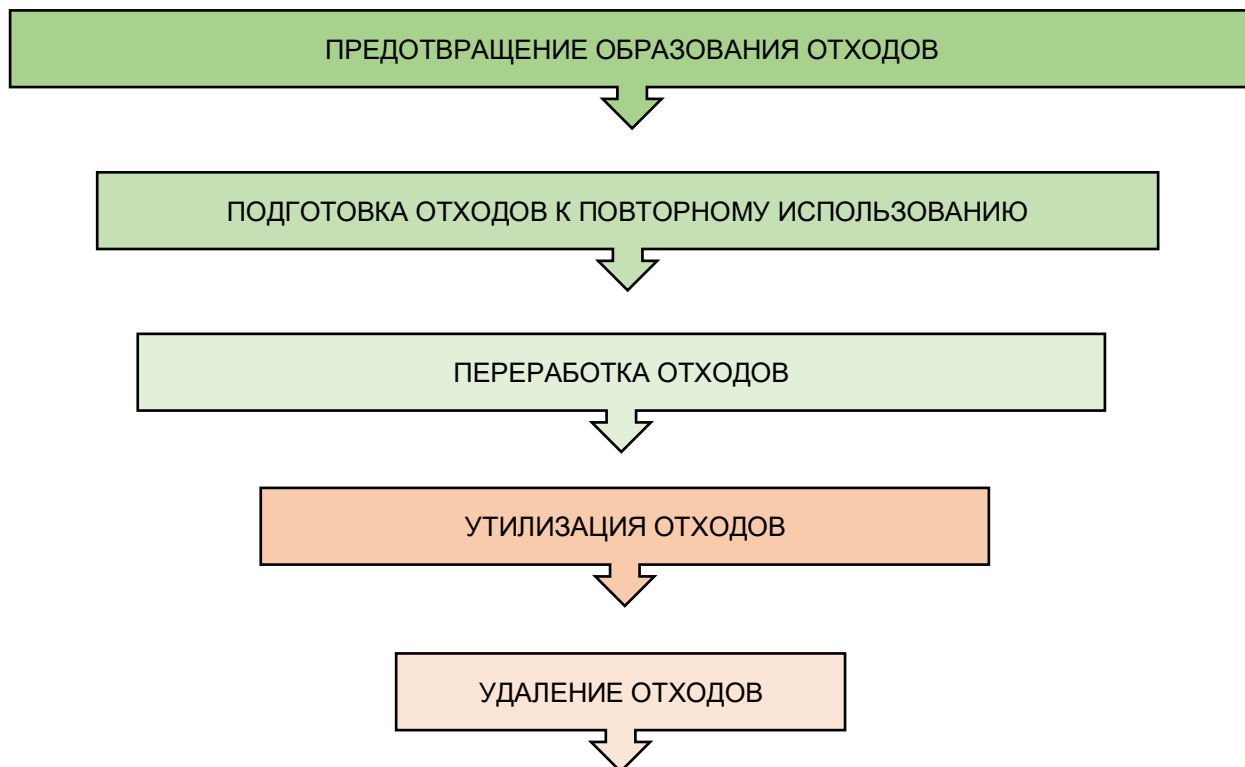 ПРЕДОТВРАЩЕНИЕ ОБРАЗОВАНИЯ ОТХОДОВ
ПОДГОТОВКА ОТХОДОВ К ПОВТОРНОМУ ИСПОЛЬЗОВАНИЮ
ПЕРЕРАБОТКА ОТХОДОВ
УТИЛИЗАЦИЯ ОТХОДОВ
УДАЛЕНИЕ ОТХОДОВ